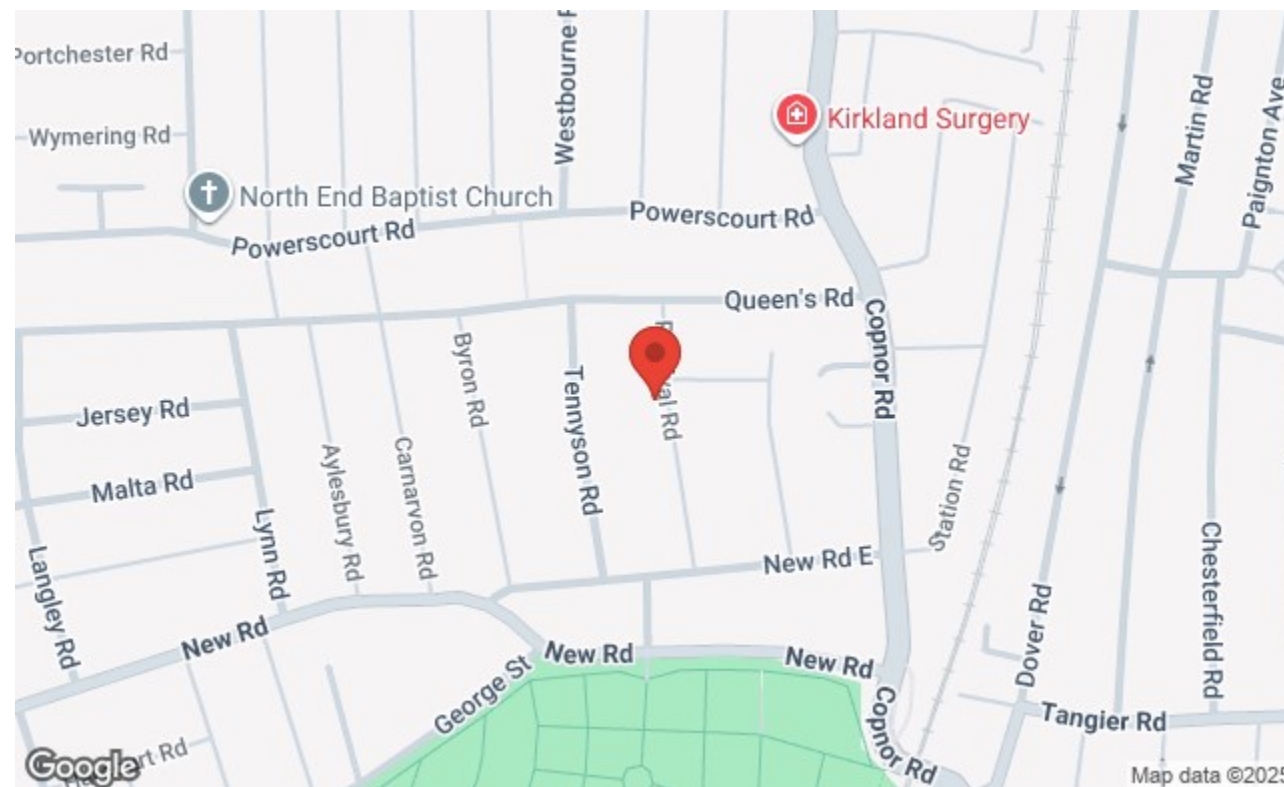 Portchester Rd
Westbourne
Martin Rd
Paignton Ave
Kirkland Surgery
Wymering Rd
North End Baptist Church
Powerscourt Rd
Powerscourt Rd
Queen's Rd
Copnor Rd
Byron Rd
Tennyson Rd
Jersey Rd
Malta Rd
Aylesbury Rd
Carnarvon Rd
Lynn Rd
Langley Rd
Station Rd
New Rd E
Dover Rd
Chesterfield Rd
New Rd
New Rd
New Rd
George St
Copnor Rd
Tangier Rd
Rd
Google
Map data ©2025